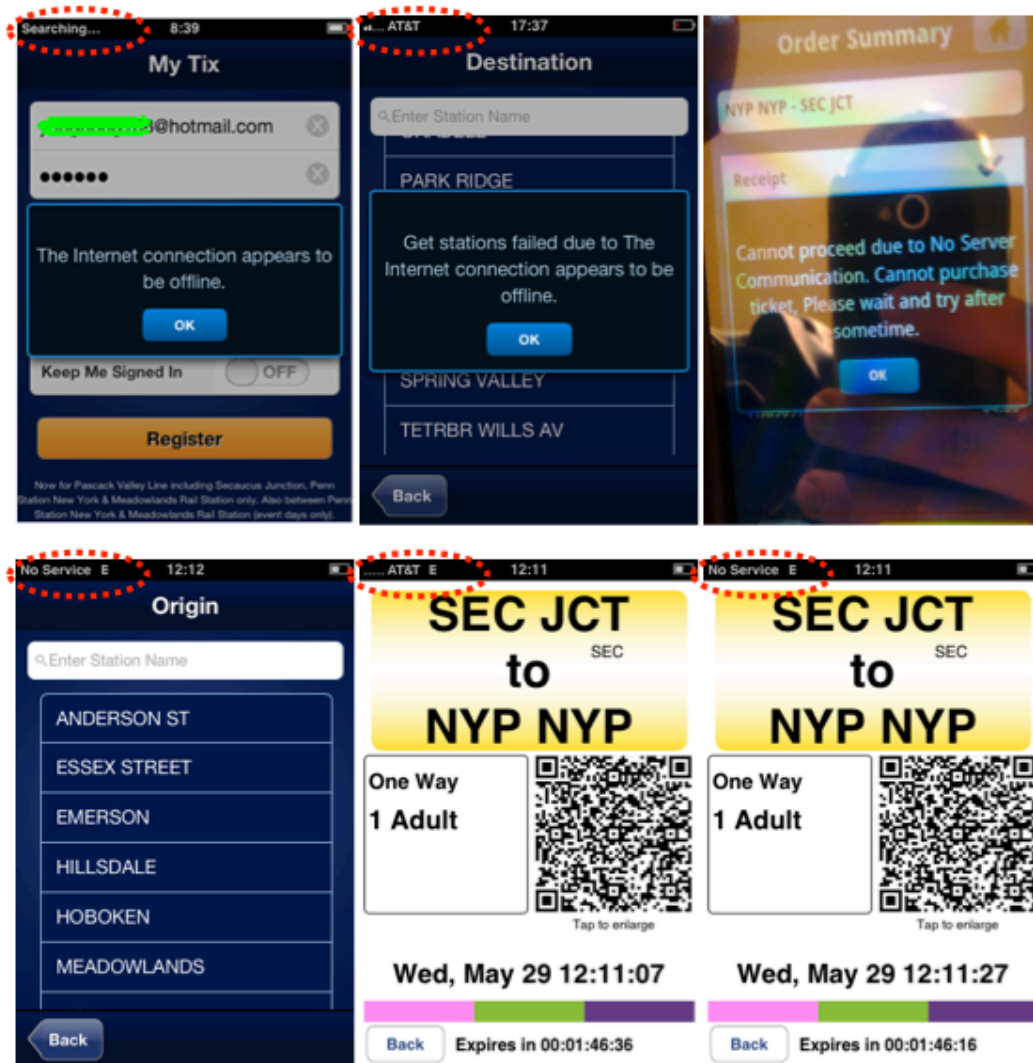 Searching... 8:39
My Tix
@hotmail.com
The Internet connection appears to
be offline.
OK
Keep Me Signed In OFF
Register
Now for Pascack Valley Line including Secaucus Junction, Penn
Station New York & Meadowlands Rail Station only. Also between Penn
Station New York & Meadowlands Rail Station (event days only).
AT&T 17:37
Destination
Enter Station Name
PARK RIDGE
Get stations failed due to The
Internet connection appears to be
offline.
OK
SPRING VALLEY
TETRBR WILLS AV
Back
Order Summary
NYP NYP - SEC JCT
Receipt
Cannot proceed due to No Server
Communication. Cannot purchase
ticket, Please wait and try after
sometime.
OK
No Service E 12:12
Origin
Enter Station Name
ANDERSON ST
ESSEX STREET
EMERSON
HILLSDALE
HOBOKEN
MEADOWLANDS
Back
..... AT&T E 12:11
SEC JCT
SEC
to
NYP NYP
One Way
1 Adult
Tap to enlarge
Wed, May 29 12:11:07
Back Expires in 00:01:46:36
No Service E 12:11
SEC JCT
SEC
to
NYP NYP
One Way
1 Adult
Tap to enlarge
Wed, May 29 12:11:27
Back Expires in 00:01:46:16